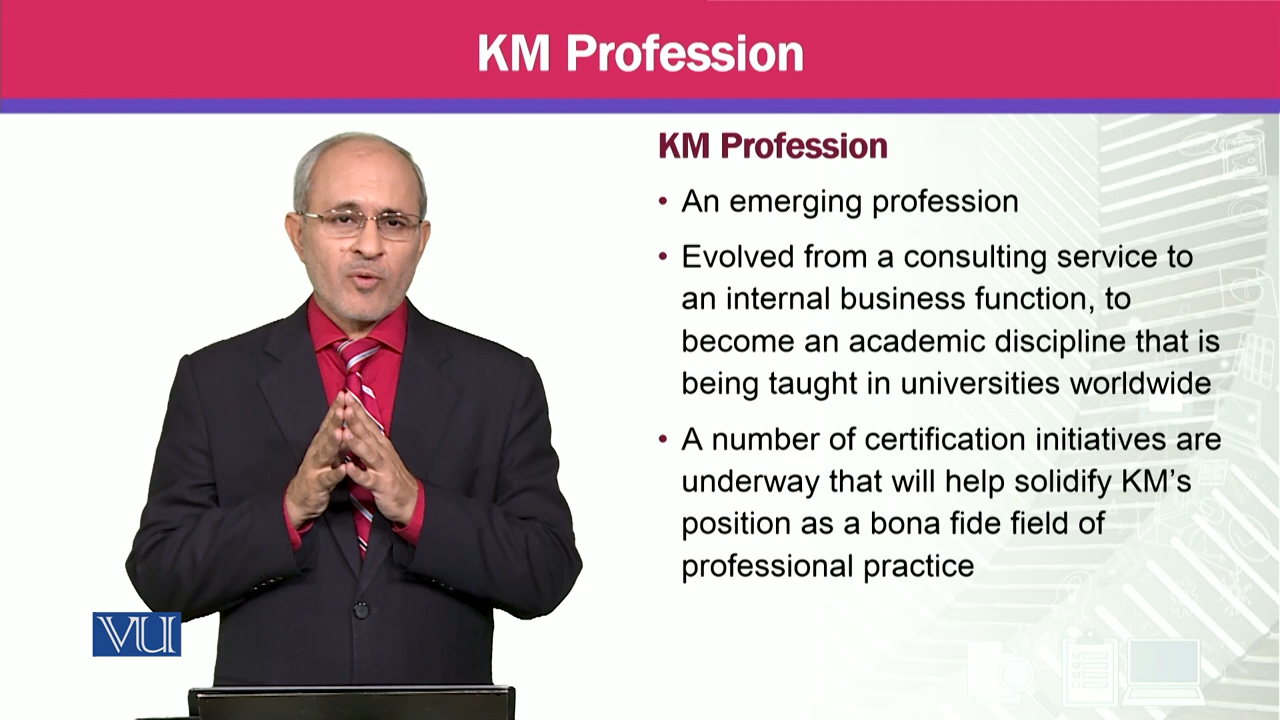 KM Profession
KM Profession
• An emerging profession
• Evolved from a consulting service to
an internal business function, to
become an academic discipline that is
being taught in universities worldwide
• A number of certification initiatives are
underway that will help solidify KM's
position as a bona fide field of
professional practice
VU